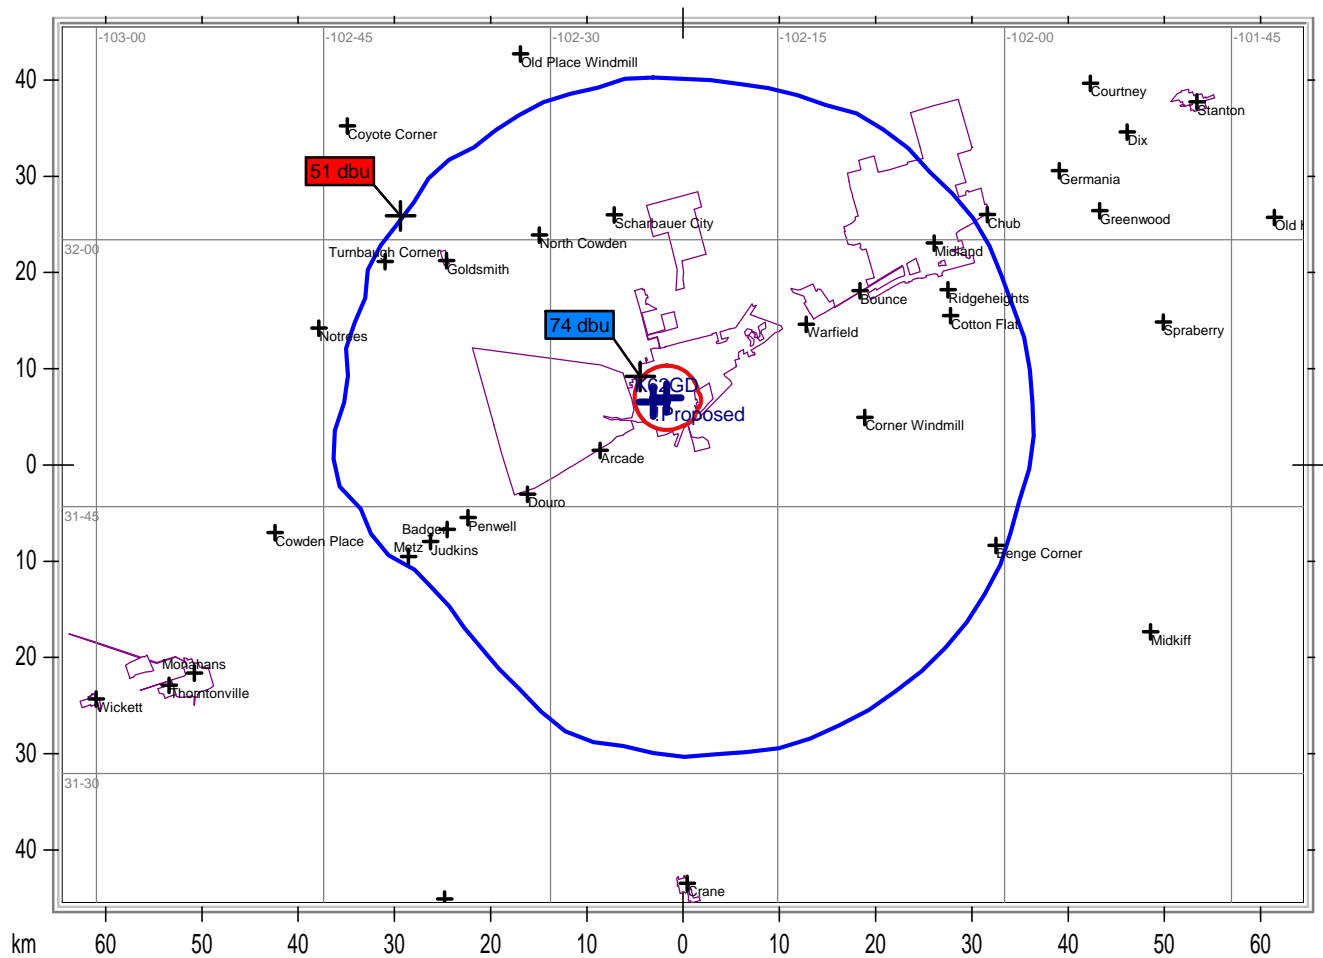 -103-00
-102-45
-102-30
-102-15
-102-00
-101-45
Old Place Windmill
40
Courtney
Stanton
Coyote Corner
Dix
51 dbu
30
Germania
Scharbauer City
Chub
Greenwood
Old
North Cowden
32-00
Turnbaugh Corner
Midland
20
Goldsmith
Bounce
Ridgeheights
74 dbu
Notrees
Warfield
Cotton Flat
Spraberry
10
K62GD
Proposed
Corner Windmill
0
Arcade
Douro
31-45
Badger
Penwell
Cowden Place
Metz
Judkins
Benge Corner
10
Midkiff
20
Monahans
Thorntonville
Wickett
30
31-30
40
Crane
km
60
50
40
30
20
10
0
10
20
30
40
50
60